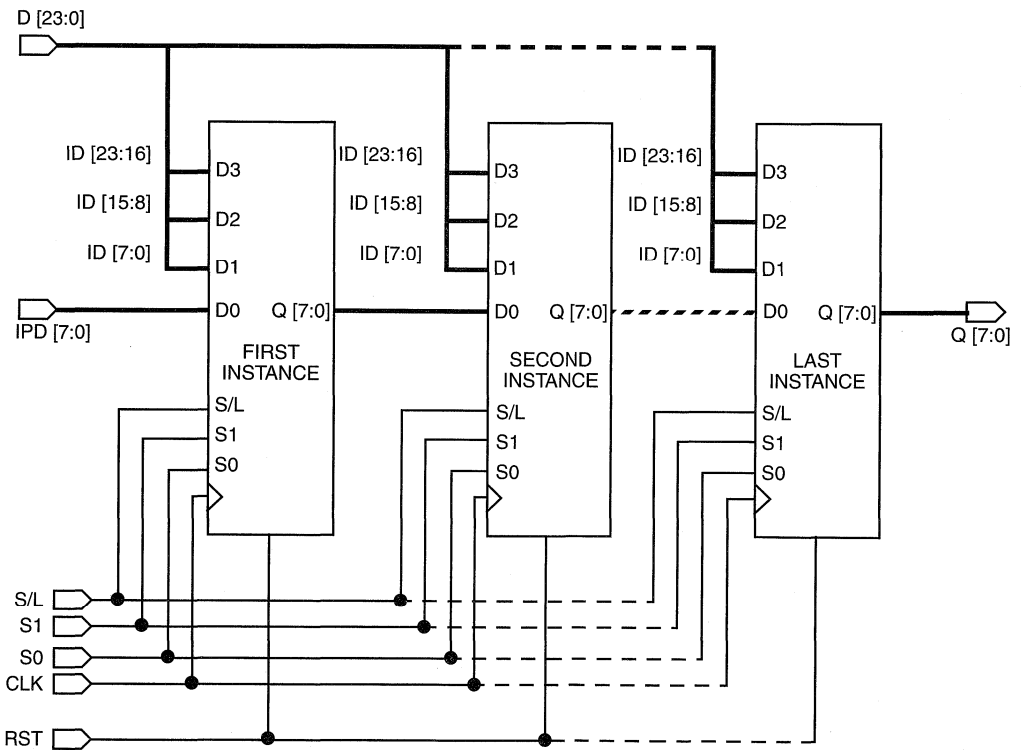 D [23:0]
ID [23:16]
D3
ID [15:8]
D2
ID [7:0]
D1
IPD [7:0]
D0
Q [7:0]
FIRST
INSTANCE
S/L
S1
S0
ID [23:16]
D3
ID [15:8]
D2
ID [7:0]
D1
D0
Q [7:0]
SECOND
INSTANCE
S/L
S1
S0
ID [23:16]
D3
ID [15:8]
D2
ID [7:0]
D1
D0
Q [7:0]
LAST
INSTANCE
S/L
S1
S0
Q [7:0]
S/L
S1
S0
CLK
RST